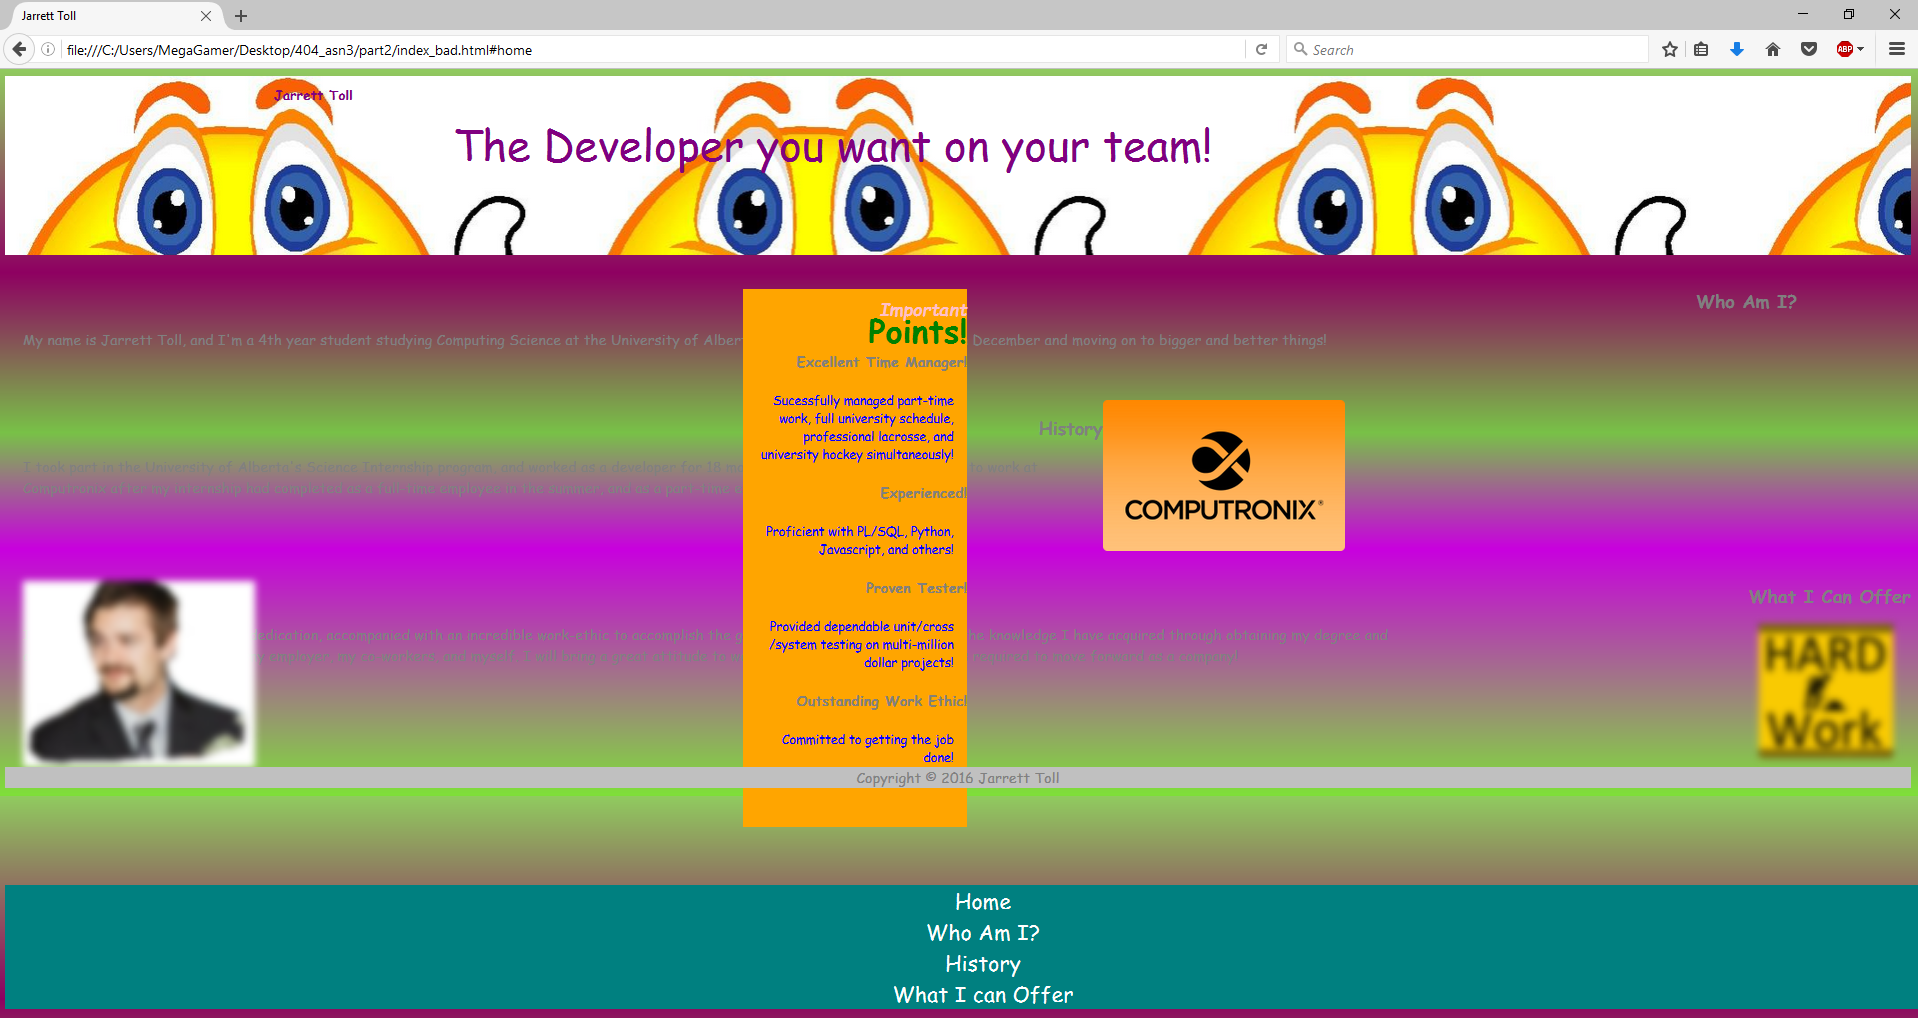 Jarrett Toll
file:///C:/Users/MegaGamer/Desktop/404_asn3/part2/index_bad.html#home
Search
ABP
Jarrett Toll
The Developer you want on your team!
Who Am I?
My name is Jarrett Toll, and I'm a 4th year student studying Computing Science at the University of Alber
December and moving on to bigger and better things!
Important
Points!
Excellent Time Manager!
Sucessfully managed part-time
work, full university schedule,
professional lacrosse, and
university hockey simultaneously!
Experienced!
Proficient with PL/SQL, Python,
Javascript, and others!
Proven Tester!
Provided dependable unit/cross
/system testing on multi-million
dollar projects!
Outstanding Work Ethic!
Committed to getting the job
done!
History
I took part in the University of Alberta's Science Internship program, and worked as a developer for 18 mo
to work at
Computronix after my internship had completed as a full-time employee in the summer, and as a part-time
COMPUTRONIX®
What I Can Offer
edication, accompanied with an incredible work-ethic to accomplish the g
he knowledge I have acquired through obtaining my degree and
employer, my co-workers, and myself. I will bring a great attitude to w
required to move forward as a company!
HARD
Work
Copyright © 2016 Jarrett Toll
Home
Who Am I?
History
What I can Offer